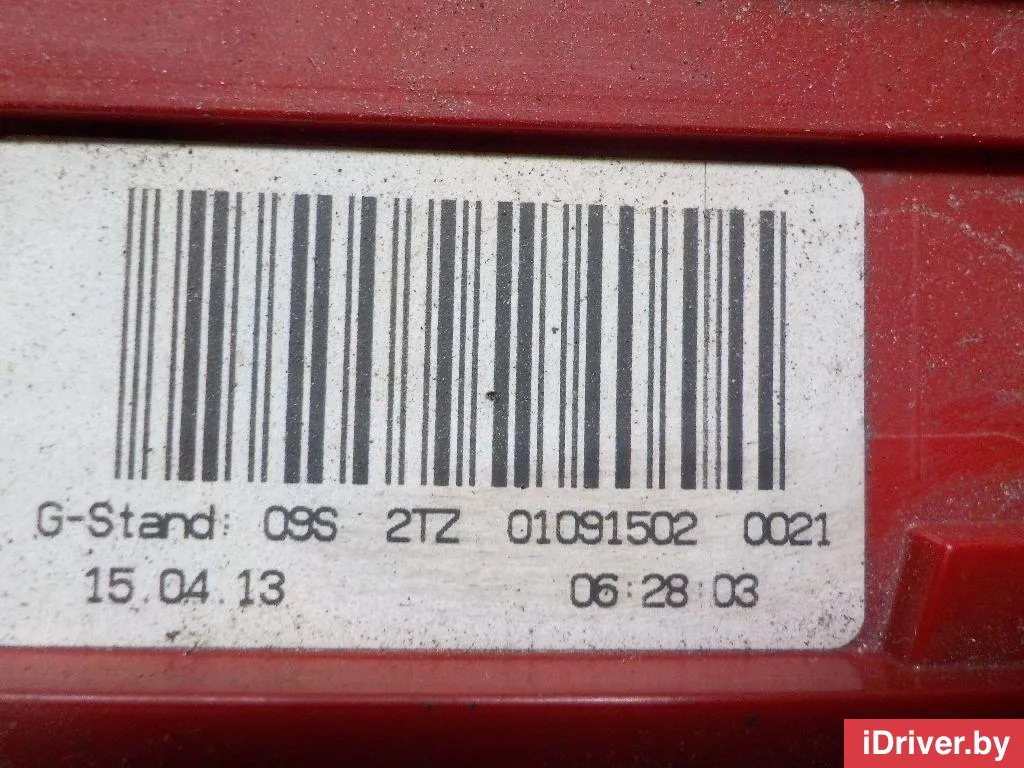 G-Stand: 09S 2TZ 01091502 0021
15.04.13 06:28:03
iDriver.by